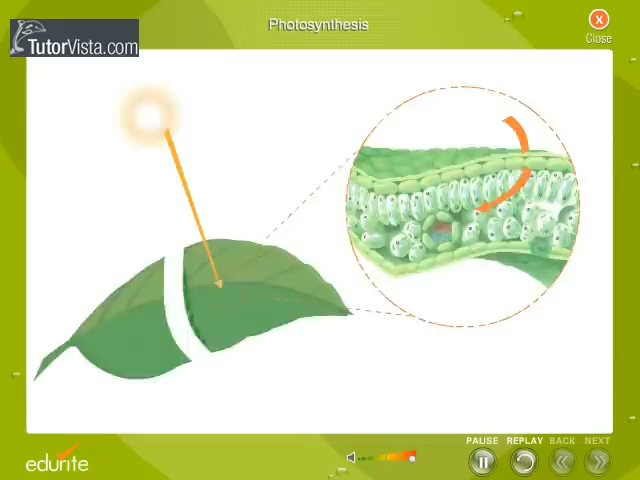 Photosynthesis
TutorVista.com
X
Close
PAUSE REPLAY BACK NEXT
edurite